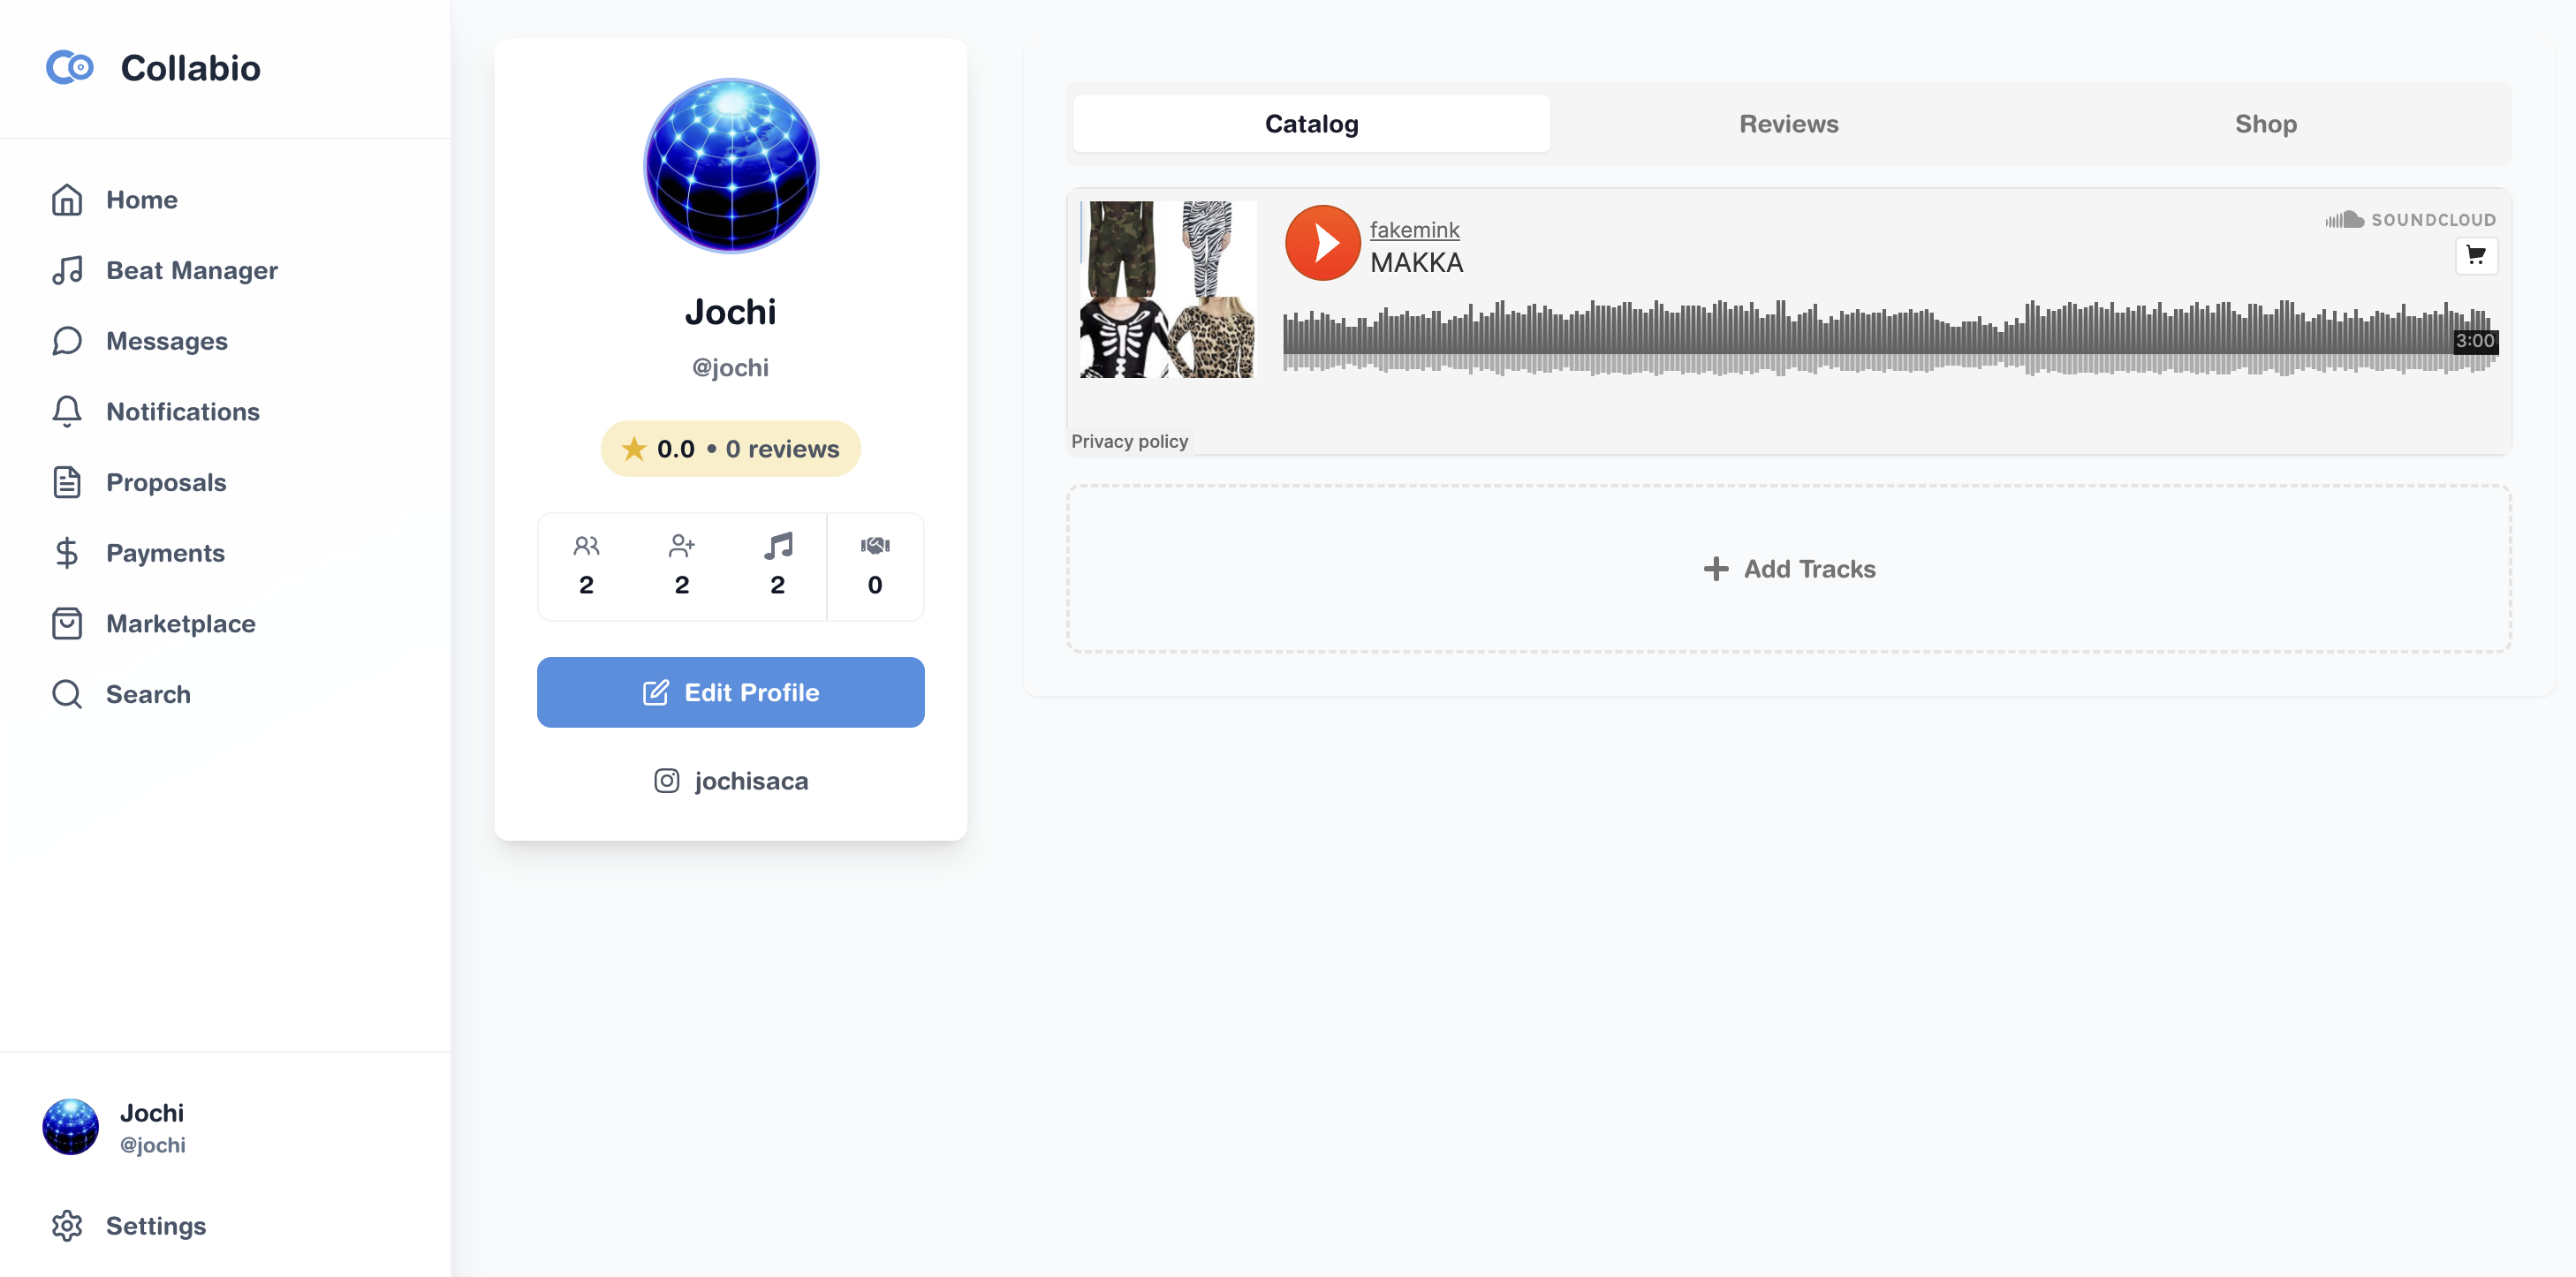 Collabio
Home
Beat Manager
Messages
Notifications
Proposals
Payments
Marketplace
Search
Jochi
@jochi
Settings
Jochi
@jochi
0.0 • 0 reviews
2 2 2 0
Edit Profile
jochisaca
Catalog Reviews Shop
fakemink
MAKKA
SOUNDCLOUD
3:00
Privacy policy
Add Tracks